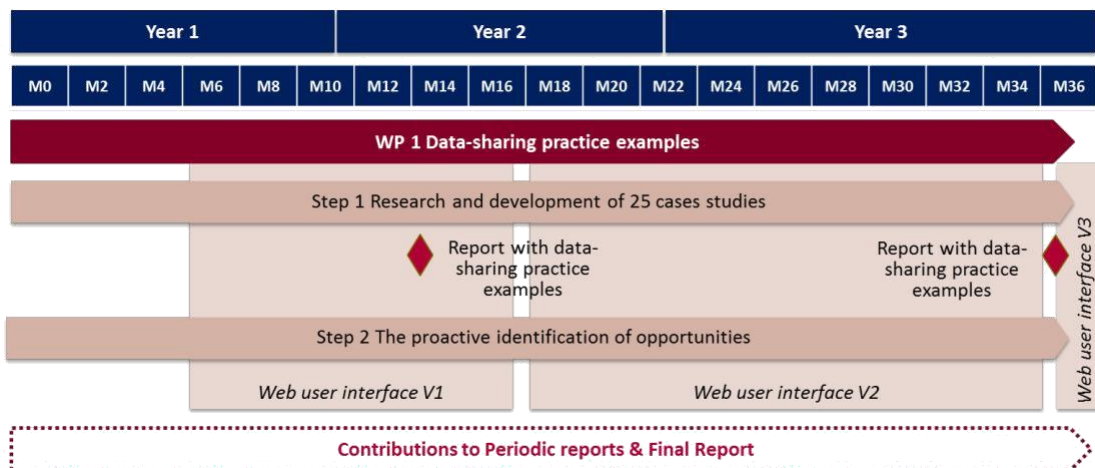 Year 1
Year 2
Year 3
M0
M2
M4
M6
M8
M10
M12
M14
M16
M18
M20
M22
M24
M26
M28
M30
M32
M34
M36
WP 1 Data-sharing practice examples
Step 1 Research and development of 25 cases studies
Report with data-
sharing practice
examples
Report with data-
sharing practice
examples
Step 2 The proactive identification of opportunities
Web user interface V1
Web user interface V2
Web user interface V3
Contributions to Periodic reports & Final Report